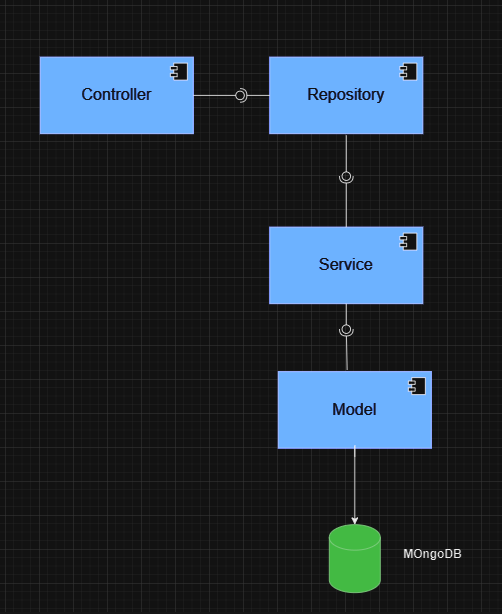 Controller
Repository
Service
Model
MOngoDB